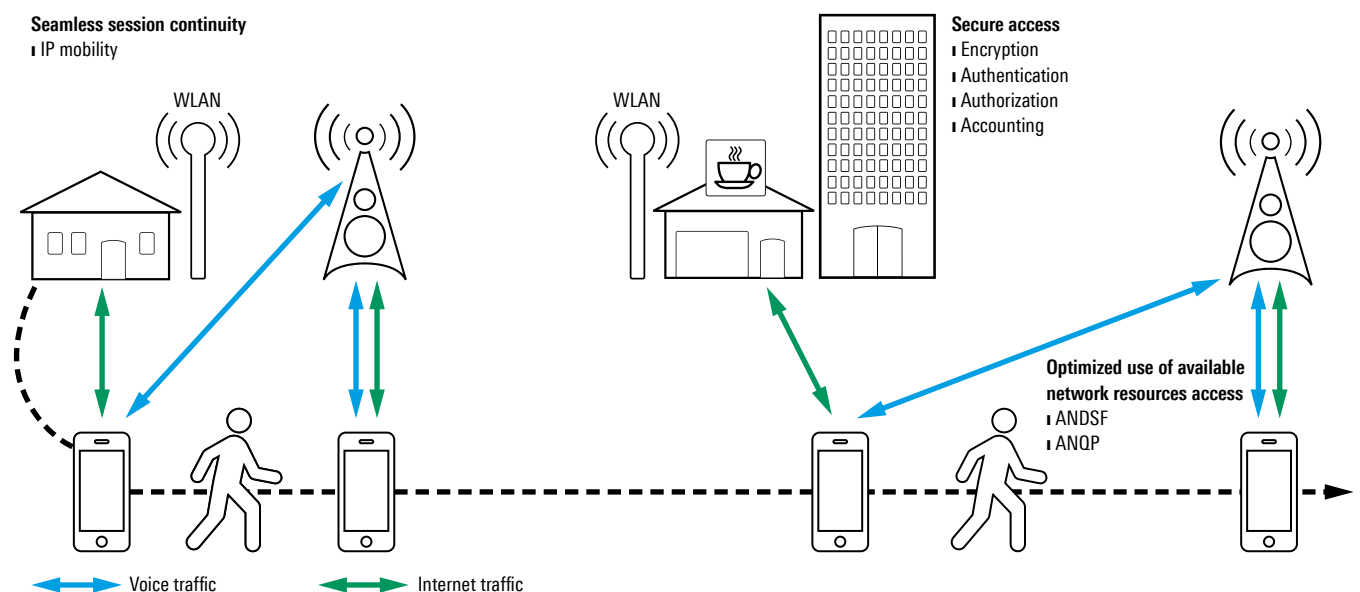 Seamless session continuity
ı IP mobility
WLAN
WLAN
Secure access
ı Encryption
ı Authentication
ı Authorization
ı Accounting
Optimized use of available
network resources access
ı ANDSF
ı ANQP
Voice traffic
Internet traffic